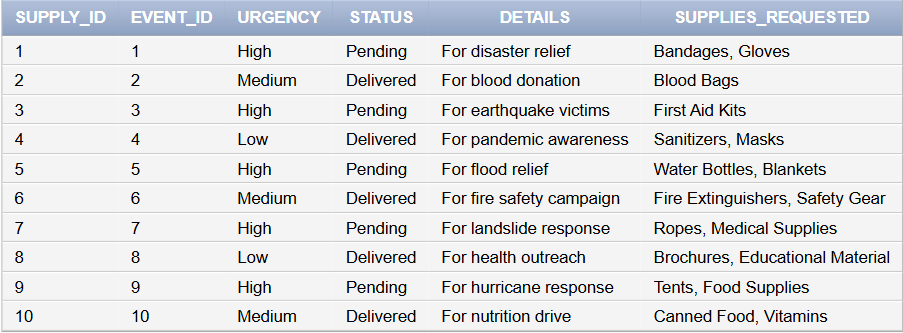 SUPPLY_ID EVENT_ID URGENCY STATUS DETAILS SUPPLIES_REQUESTED
1 1 High Pending For disaster relief Bandages, Gloves
2 2 Medium Delivered For blood donation Blood Bags
3 3 High Pending For earthquake victims First Aid Kits
4 4 Low Delivered For pandemic awareness Sanitizers, Masks
5 5 High Pending For flood relief Water Bottles, Blankets
6 6 Medium Delivered For fire safety campaign Fire Extinguishers, Safety Gear
7 7 High Pending For landslide response Ropes, Medical Supplies
8 8 Low Delivered For health outreach Brochures, Educational Material
9 9 High Pending For hurricane response Tents, Food Supplies
10 10 Medium Delivered For nutrition drive Canned Food, Vitamins